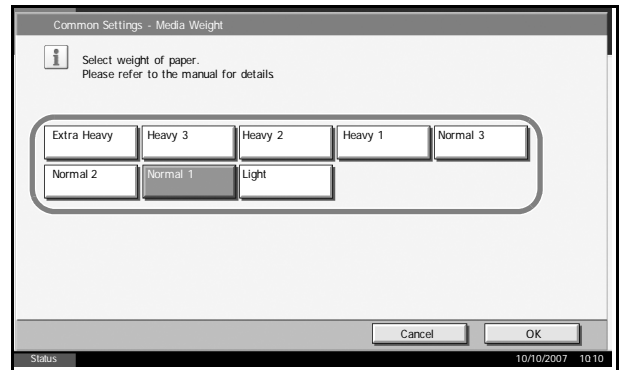 Common Settings - Media Weight
Select weight of paper.
Please refer to the manual for details.
Extra Heavy Heavy 3 Heavy 2 Heavy 1 Normal 3
Normal 2 Normal 1 Light
Cancel OK
Status 10/10/2007 10:10